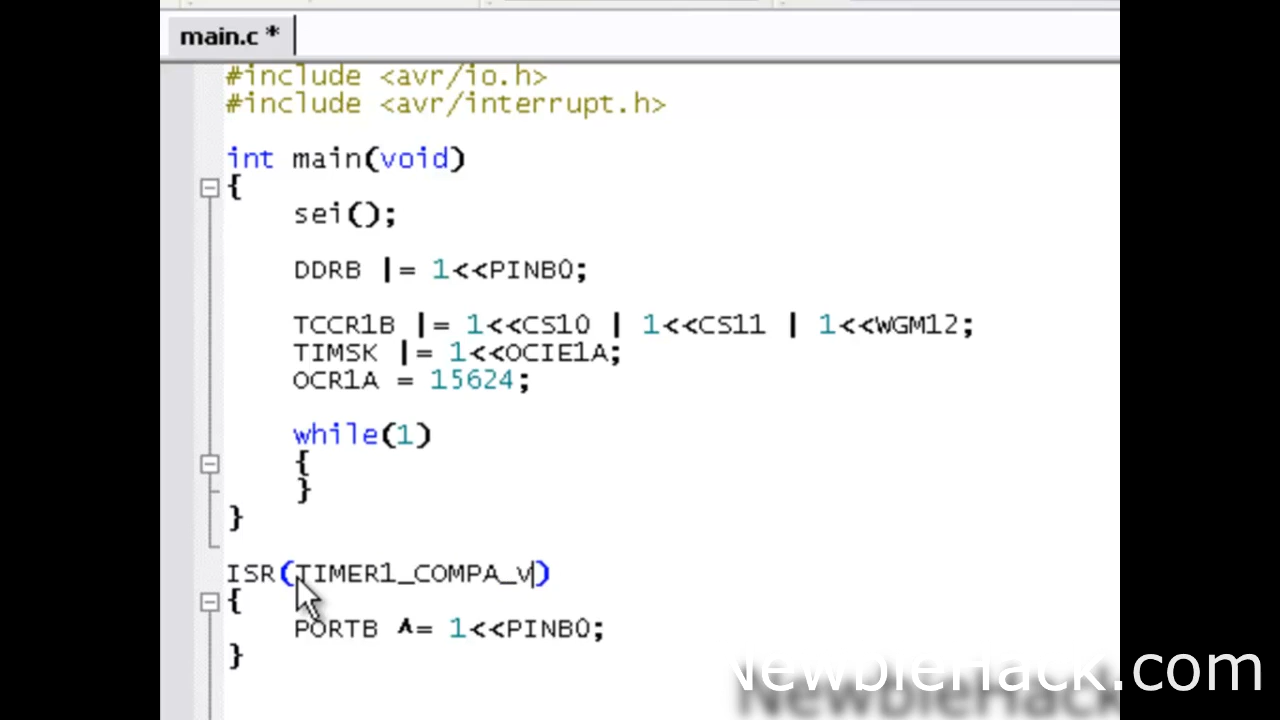 main.c *
#include <avr/io.h>
#include <avr/interrupt.h>
int main(void)
{
    sei();
    DDRB |= 1<<PINB0;
    TCCR1B |= 1<<CS10 | 1<<CS11 | 1<<WGM12;
    TIMSK |= 1<<OCIE1A;
    OCR1A = 15624;
    while(1)
    {
    }
}
ISR(TIMER1_COMPA_v)
{
    PORTB ^= 1<<PINB0;
}
NewbieHack.com